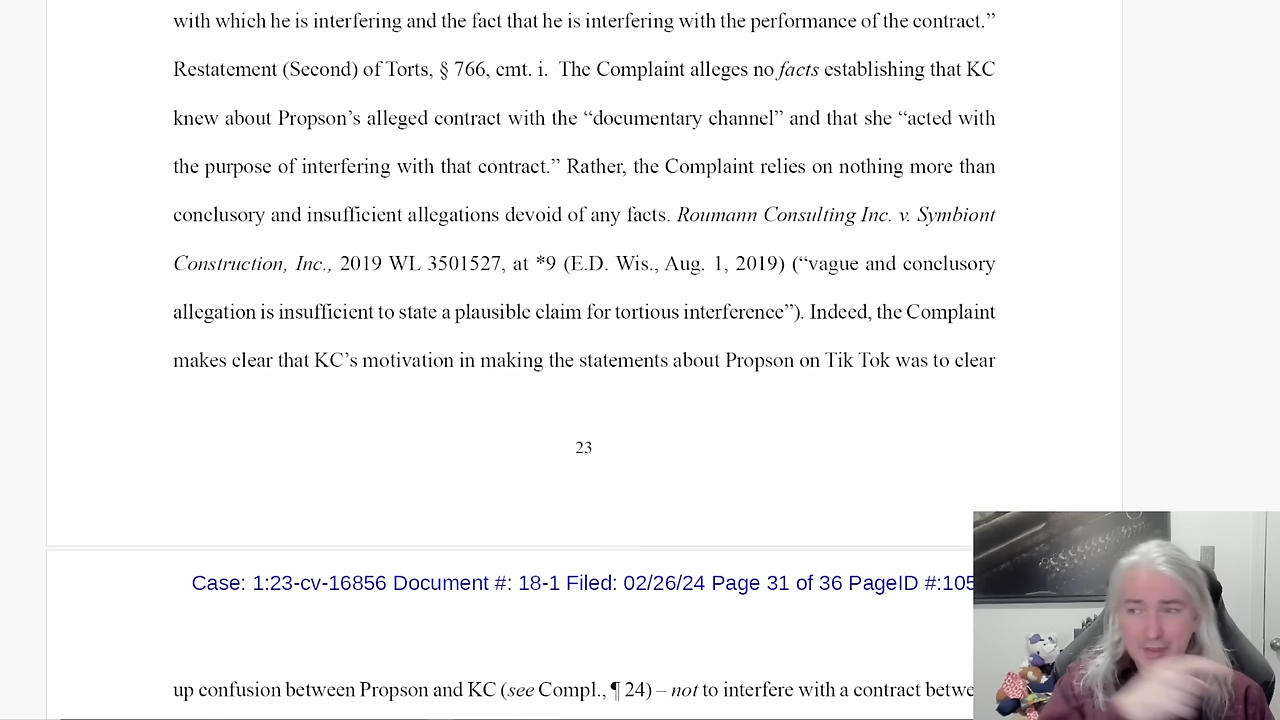 with which he is interfering and the fact that he is interfering with the performance of the contract.”
Restatement (Second) of Torts, § 766, cmt. i.  The Complaint alleges no facts establishing that KC
knew about Propson’s alleged contract with the “documentary channel” and that she “acted with
the purpose of interfering with that contract.” Rather, the Complaint relies on nothing more than
conclusory and insufficient allegations devoid of any facts. Roumann Consulting Inc. v. Symbiont
Construction, Inc., 2019 WL 3501527, at *9 (E.D. Wis., Aug. 1, 2019) (“vague and conclusory
allegation is insufficient to state a plausible claim for tortious interference”). Indeed, the Complaint
makes clear that KC’s motivation in making the statements about Propson on Tik Tok was to clear
23
Case: 1:23-cv-16856 Document #: 18-1 Filed: 02/26/24 Page 31 of 36 PageID #:105
up confusion between Propson and KC (see Compl., ¶ 24) – not to interfere with a contract betwe